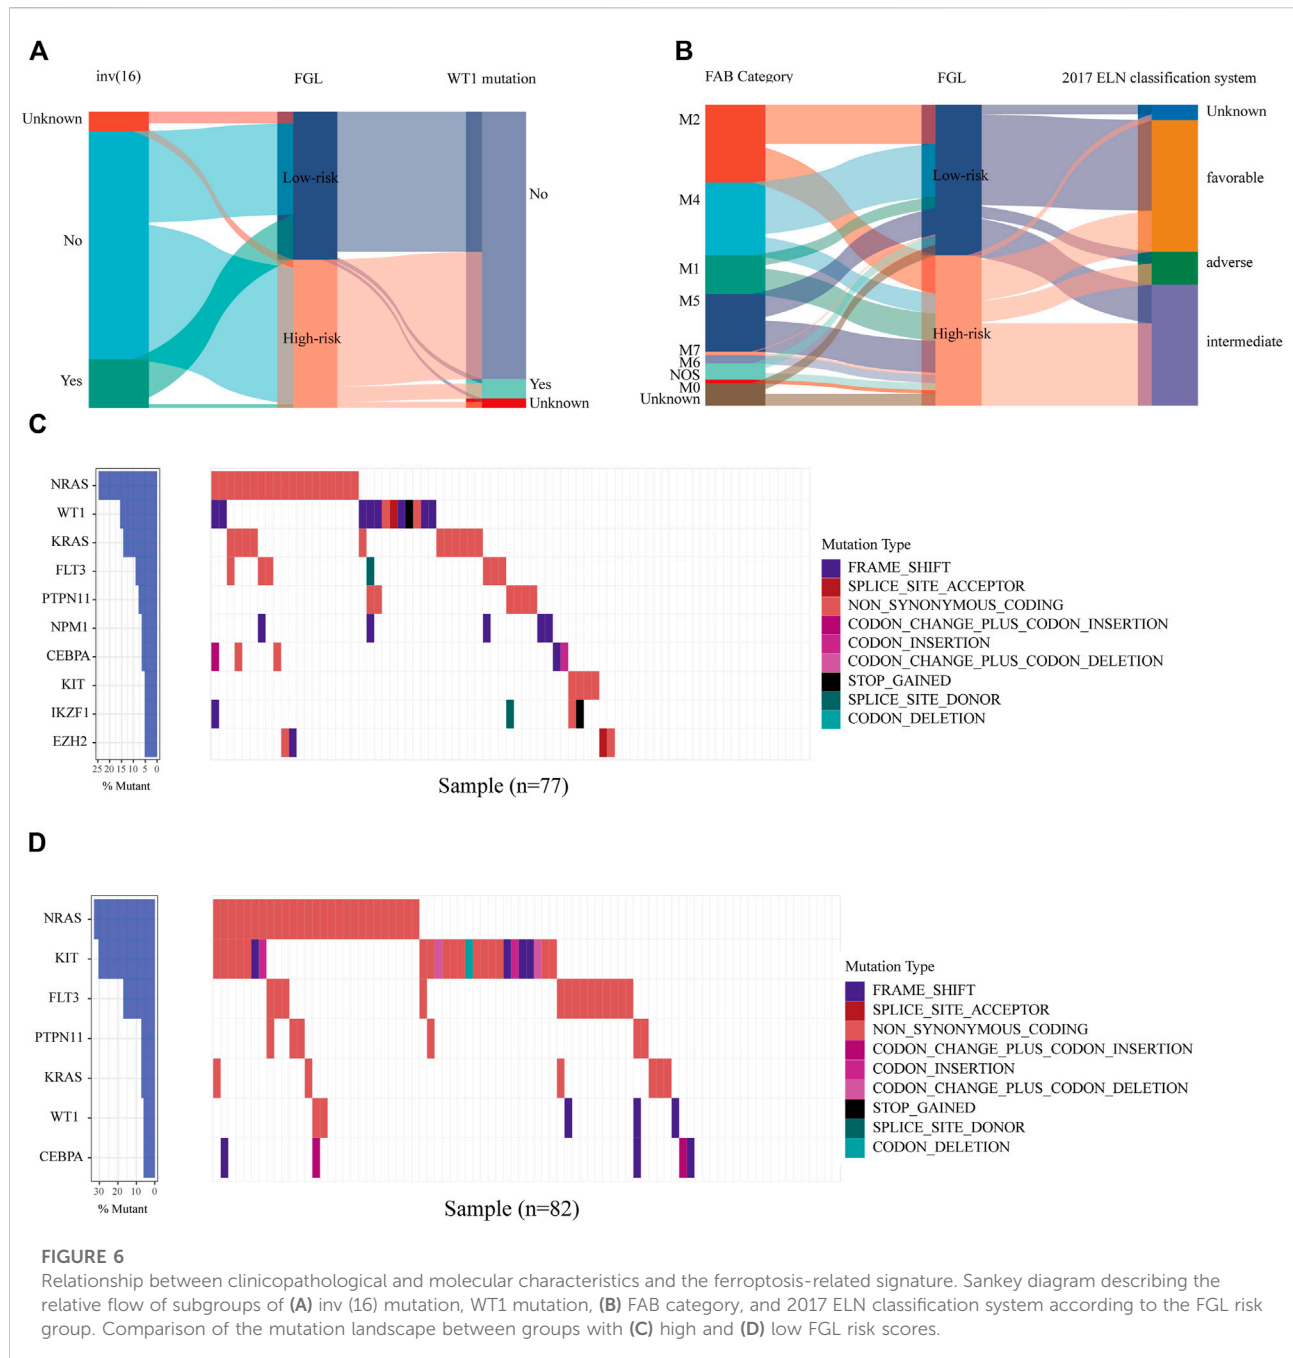 A
inv(16)
FGL
WT1 mutation
Unknown
No
Yes
Low-risk
High-risk
No
Yes
Unknown
B
FAB Category
FGL
2017 ELN classification system
M2
M4
M1
M5
M7
M6
NOS
M0
Unknown
Low-risk
High-risk
Unknown
favorable
adverse
intermediate
C
NRAS
WT1
KRAS
FLT3
PTPN11
NPM1
CEBPA
KIT
IKZF1
EZH2
25 20 15 10 5 0
% Mutant
Sample (n=77)
Mutation Type
FRAME_SHIFT
SPLICE_SITE_ACCEPTOR
NON_SYNONYMOUS_CODING
CODON_CHANGE_PLUS_CODON_INSERTION
CODON_INSERTION
CODON_CHANGE_PLUS_CODON_DELETION
STOP_GAINED
SPLICE_SITE_DONOR
CODON_DELETION
D
NRAS
KIT
FLT3
PTPN11
KRAS
WT1
CEBPA
30 20 10 0
% Mutant
Sample (n=82)
Mutation Type
FRAME_SHIFT
SPLICE_SITE_ACCEPTOR
NON_SYNONYMOUS_CODING
CODON_CHANGE_PLUS_CODON_INSERTION
CODON_INSERTION
CODON_CHANGE_PLUS_CODON_DELETION
STOP_GAINED
SPLICE_SITE_DONOR
CODON_DELETION
FIGURE 6
Relationship between clinicopathological and molecular characteristics and the ferroptosis-related signature. Sankey diagram describing the
relative flow of subgroups of (A) inv (16) mutation, WT1 mutation, (B) FAB category, and 2017 ELN classification system according to the FGL risk
group. Comparison of the mutation landscape between groups with (C) high and (D) low FGL risk scores.